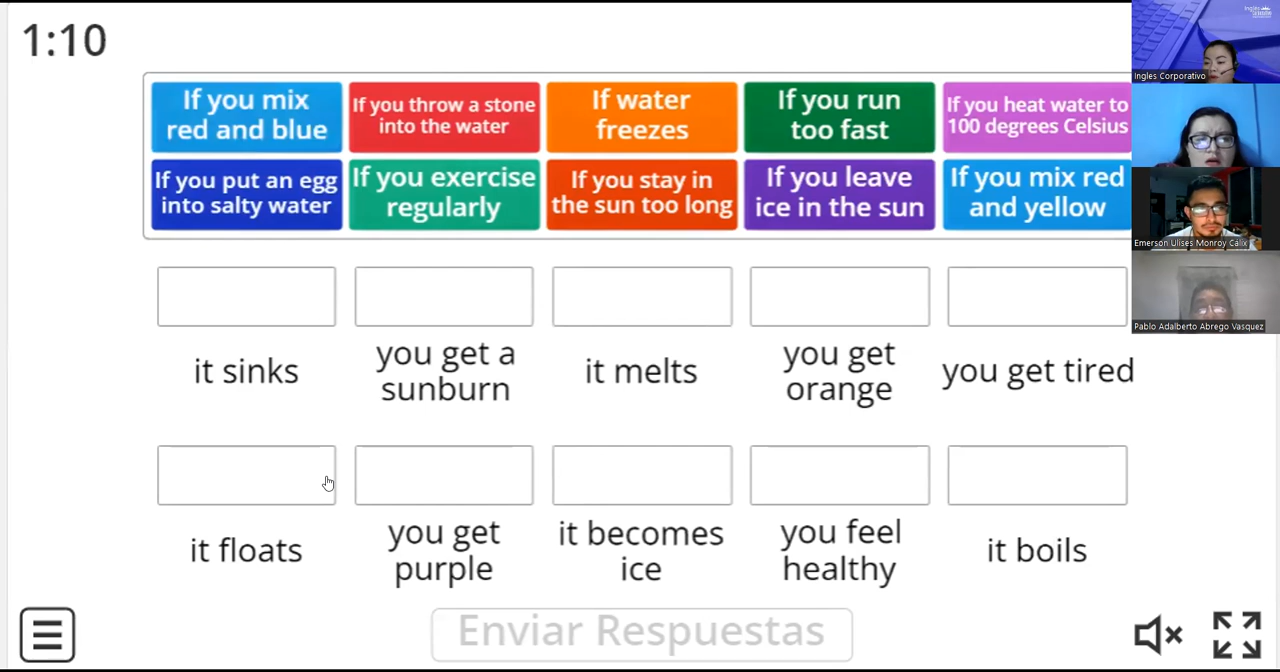 1:10
If you mix
red and blue
If you throw a stone
into the water
If water
freezes
If you run
too fast
If you heat water to
100 degrees Celsius
If you put an egg
into salty water
If you exercise
regularly
If you stay in
the sun too long
If you leave
ice in the sun
If you mix red
and yellow
it sinks
you get a
sunburn
it melts
you get
orange
you get tired
it floats
you get
purple
it becomes
ice
you feel
healthy
it boils
Enviar Respuestas
Ingles Corporativo
Emerson Ulises Monroy Calix
Pablo Adalberto Abrego Vasquez